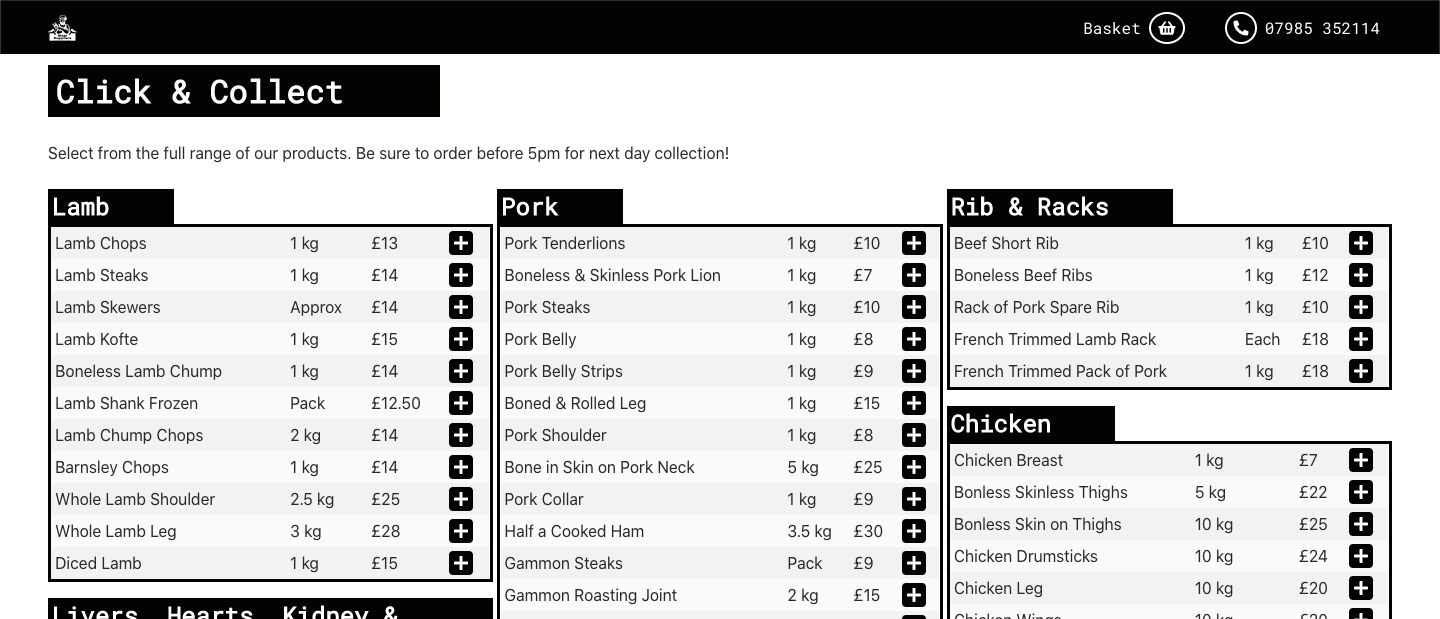 Basket
07985 352114
Click & Collect
Select from the full range of our products. Be sure to order before 5pm for next day collection!
Lamb
Lamb Chops 1 kg £13
Lamb Steaks 1 kg £14
Lamb Skewers Approx £14
Lamb Kofte 1 kg £15
Boneless Lamb Chump 1 kg £14
Lamb Shank Frozen Pack £12.50
Lamb Chump Chops 2 kg £14
Barnsley Chops 1 kg £14
Whole Lamb Shoulder 2.5 kg £25
Whole Lamb Leg 3 kg £28
Diced Lamb 1 kg £15
Livers, Hearts, Kidney &
Pork
Pork Tenderlions 1 kg £10
Boneless & Skinless Pork Lion 1 kg £7
Pork Steaks 1 kg £10
Pork Belly 1 kg £8
Pork Belly Strips 1 kg £9
Boned & Rolled Leg 1 kg £15
Pork Shoulder 1 kg £8
Bone in Skin on Pork Neck 5 kg £25
Pork Collar 1 kg £9
Half a Cooked Ham 3.5 kg £30
Gammon Steaks Pack £9
Gammon Roasting Joint 2 kg £15
Rib & Racks
Beef Short Rib 1 kg £10
Boneless Beef Ribs 1 kg £12
Rack of Pork Spare Rib 1 kg £10
French Trimmed Lamb Rack Each £18
French Trimmed Pack of Pork 1 kg £18
Chicken
Chicken Breast 1 kg £7
Bonless Skinless Thighs 5 kg £22
Bonless Skin on Thighs 10 kg £25
Chicken Drumsticks 10 kg £24
Chicken Leg 10 kg £20
Chicken Wings 10 kg